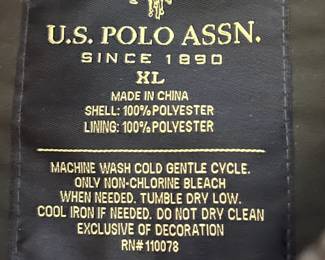 U.S. POLO ASSN.
SINCE 1890
XL
MADE IN CHINA
SHELL: 100% POLYESTER
LINING: 100% POLYESTER
MACHINE WASH COLD GENTLE CYCLE.
ONLY NON-CHLORINE BLEACH
WHEN NEEDED. TUMBLE DRY LOW.
COOL IRON IF NEEDED. DO NOT DRY CLEAN
EXCLUSIVE OF DECORATION
RN# 110078